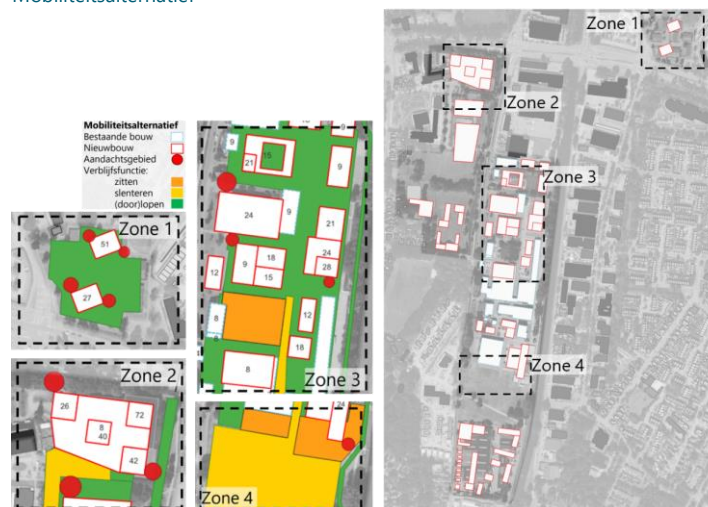 Mobiliteitsalternatief
Mobiliteitsalternatief
Bestaande bouw
Nieuwbouw
Aandachtsgebied
Verblijfsfunctie:
zitten
slenteren
(door)lopen
Zone 1
51
27
Zone 2
26
72
8
40
42
9
9
15
21
9
24
9
21
18
24
9
15
28
12
8
12
18
8
Zone 3
24
Zone 4
Zone 1
Zone 2
Zone 3
Zone 4